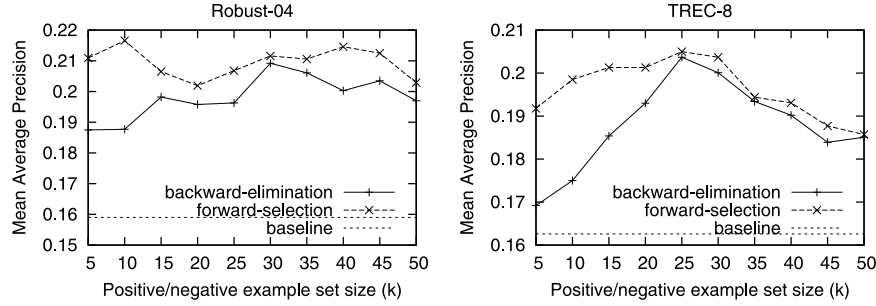 Robust-04
Mean Average Precision
0.22
0.21
0.2
0.19
0.18
0.17
0.16
0.15
backward-elimination
forward-selection
baseline
5 10 15 20 25 30 35 40 45 50
Positive/negative example set size (k)
TREC-8
Mean Average Precision
0.21
0.2
0.19
0.18
0.17
0.16
backward-elimination
forward-selection
baseline
5 10 15 20 25 30 35 40 45 50
Positive/negative example set size (k)